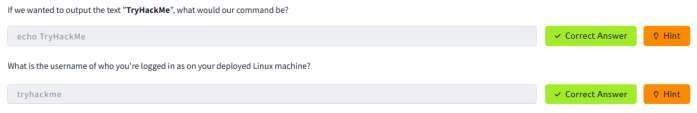 If we wanted to output the text "TryHackMe", what would our command be?
echo TryHackMe
✓ Correct Answer
Hint
What is the username of who you're logged in as on your deployed Linux machine?
tryhackme
✓ Correct Answer
Hint